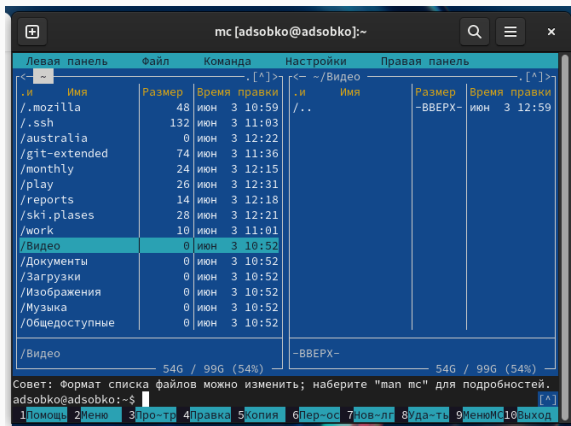 mc [adsobko@adsobko]:~
Левая панель Файл Команда Настройки Правая панель
<— ~ .[^]> <— ~/Видео .[^]>
.и Имя Размер Время правки .и Имя Размер Время правки
/.mozilla 48 июн 3 10:59 /.. -ВВЕРХ- июн 3 12:59
/.ssh 132 июн 3 11:03
/australia 0 июн 3 12:22
/git-extended 74 июн 3 11:36
/monthly 24 июн 3 12:15
/play 26 июн 3 12:31
/reports 14 июн 3 12:18
/ski.plases 28 июн 3 12:21
/work 10 июн 3 11:01
/Видео 0 июн 3 10:52
/Документы 0 июн 3 10:52
/Загрузки 0 июн 3 10:52
/Изображения 0 июн 3 10:52
/Музыка 0 июн 3 10:52
/Общедоступные 0 июн 3 10:52
/Видео -ВВЕРХ-
54G / 99G (54%) 54G / 99G (54%)
Совет: Формат списка файлов можно изменить; наберите "man mc" для подробностей.
adsobko@adsobko:~$ [^]
1Помощь 2Меню 3Про~тр 4Правка 5Копия 6Пер~ос 7Нов~лг 8Уда~ть 9МенюMC 10Выход